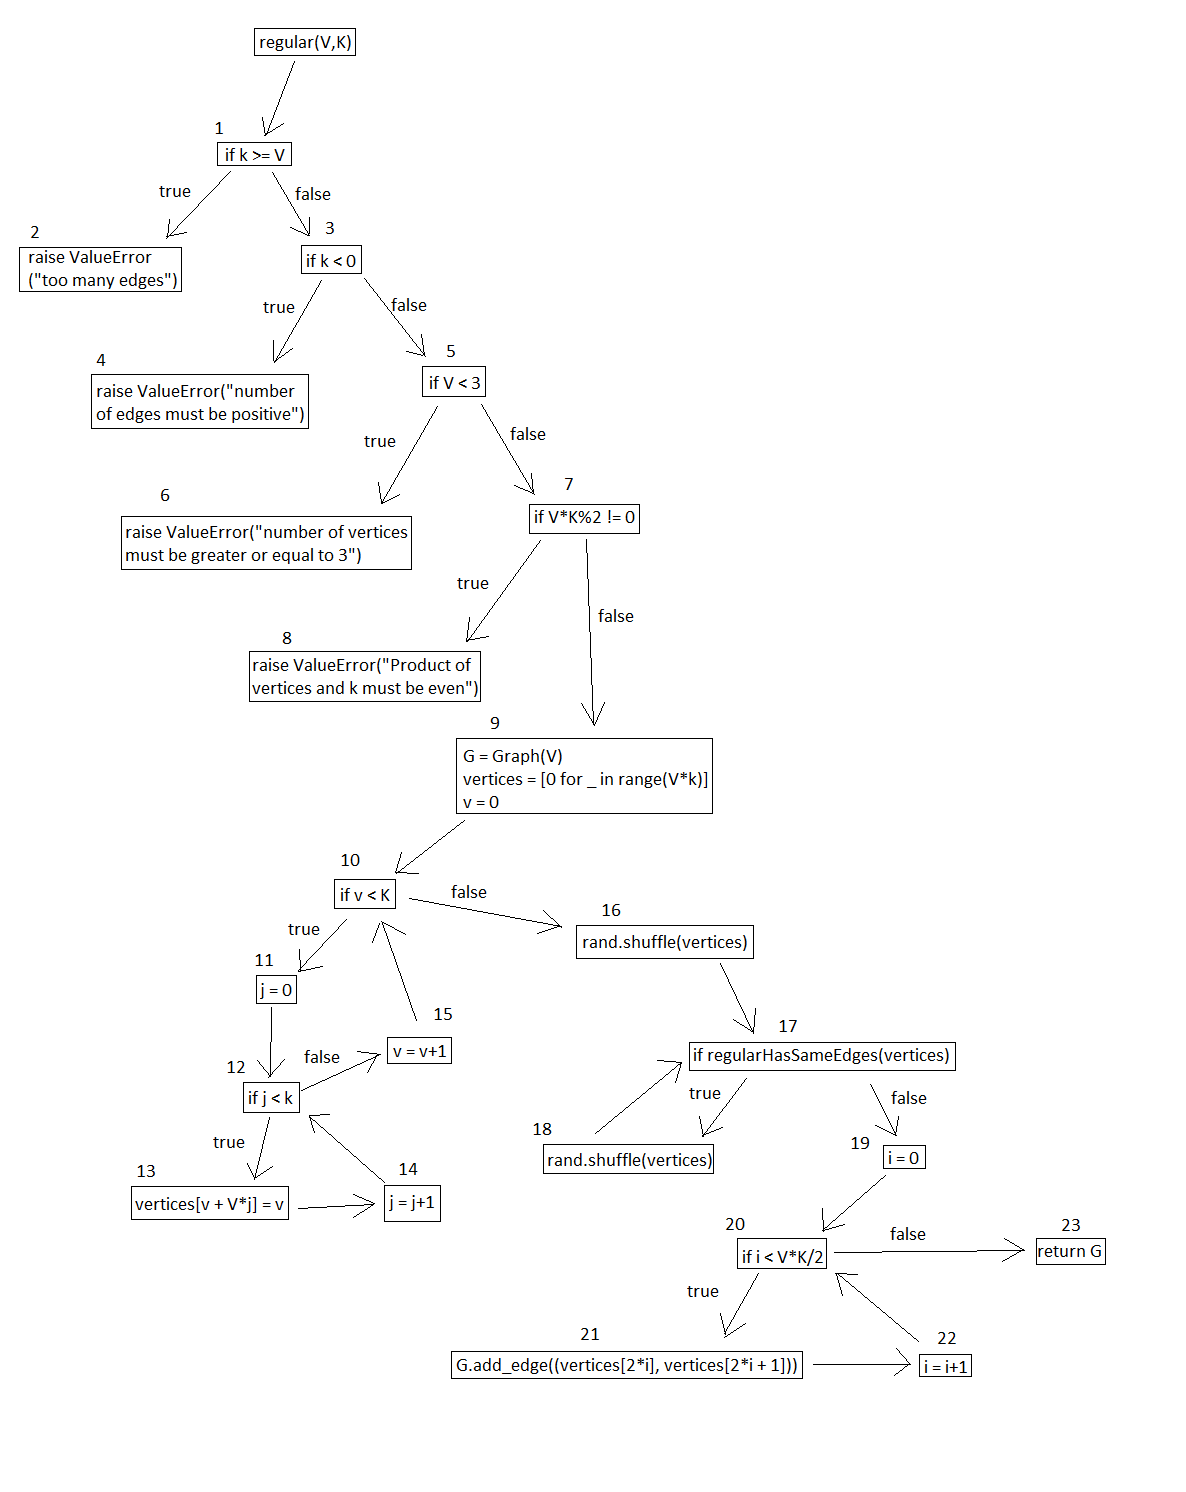 regular(V,K)
1
if k >= V
true
false
2
raise ValueError
("too many edges")
3
if k < 0
true
false
4
raise ValueError("number
of edges must be positive")
5
if V < 3
true
false
6
raise ValueError("number of vertices
must be greater or equal to 3")
7
if V*K%2 != 0
true
false
8
raise ValueError("Product of
vertices and k must be even")
9
G = Graph(V)
vertices = [0 for _ in range(V*k)]
v = 0
10
if v < K
false
true
11
j = 0
15
v = v+1
12
false
if j < k
true
13
vertices[v + V*j] = v
14
j = j+1
16
rand.shuffle(vertices)
17
if regularHasSameEdges(vertices)
true
false
18
rand.shuffle(vertices)
19
i = 0
20
if i < V*K/2
false
23
return G
true
21
G.add_edge((vertices[2*i], vertices[2*i + 1]))
22
i = i+1